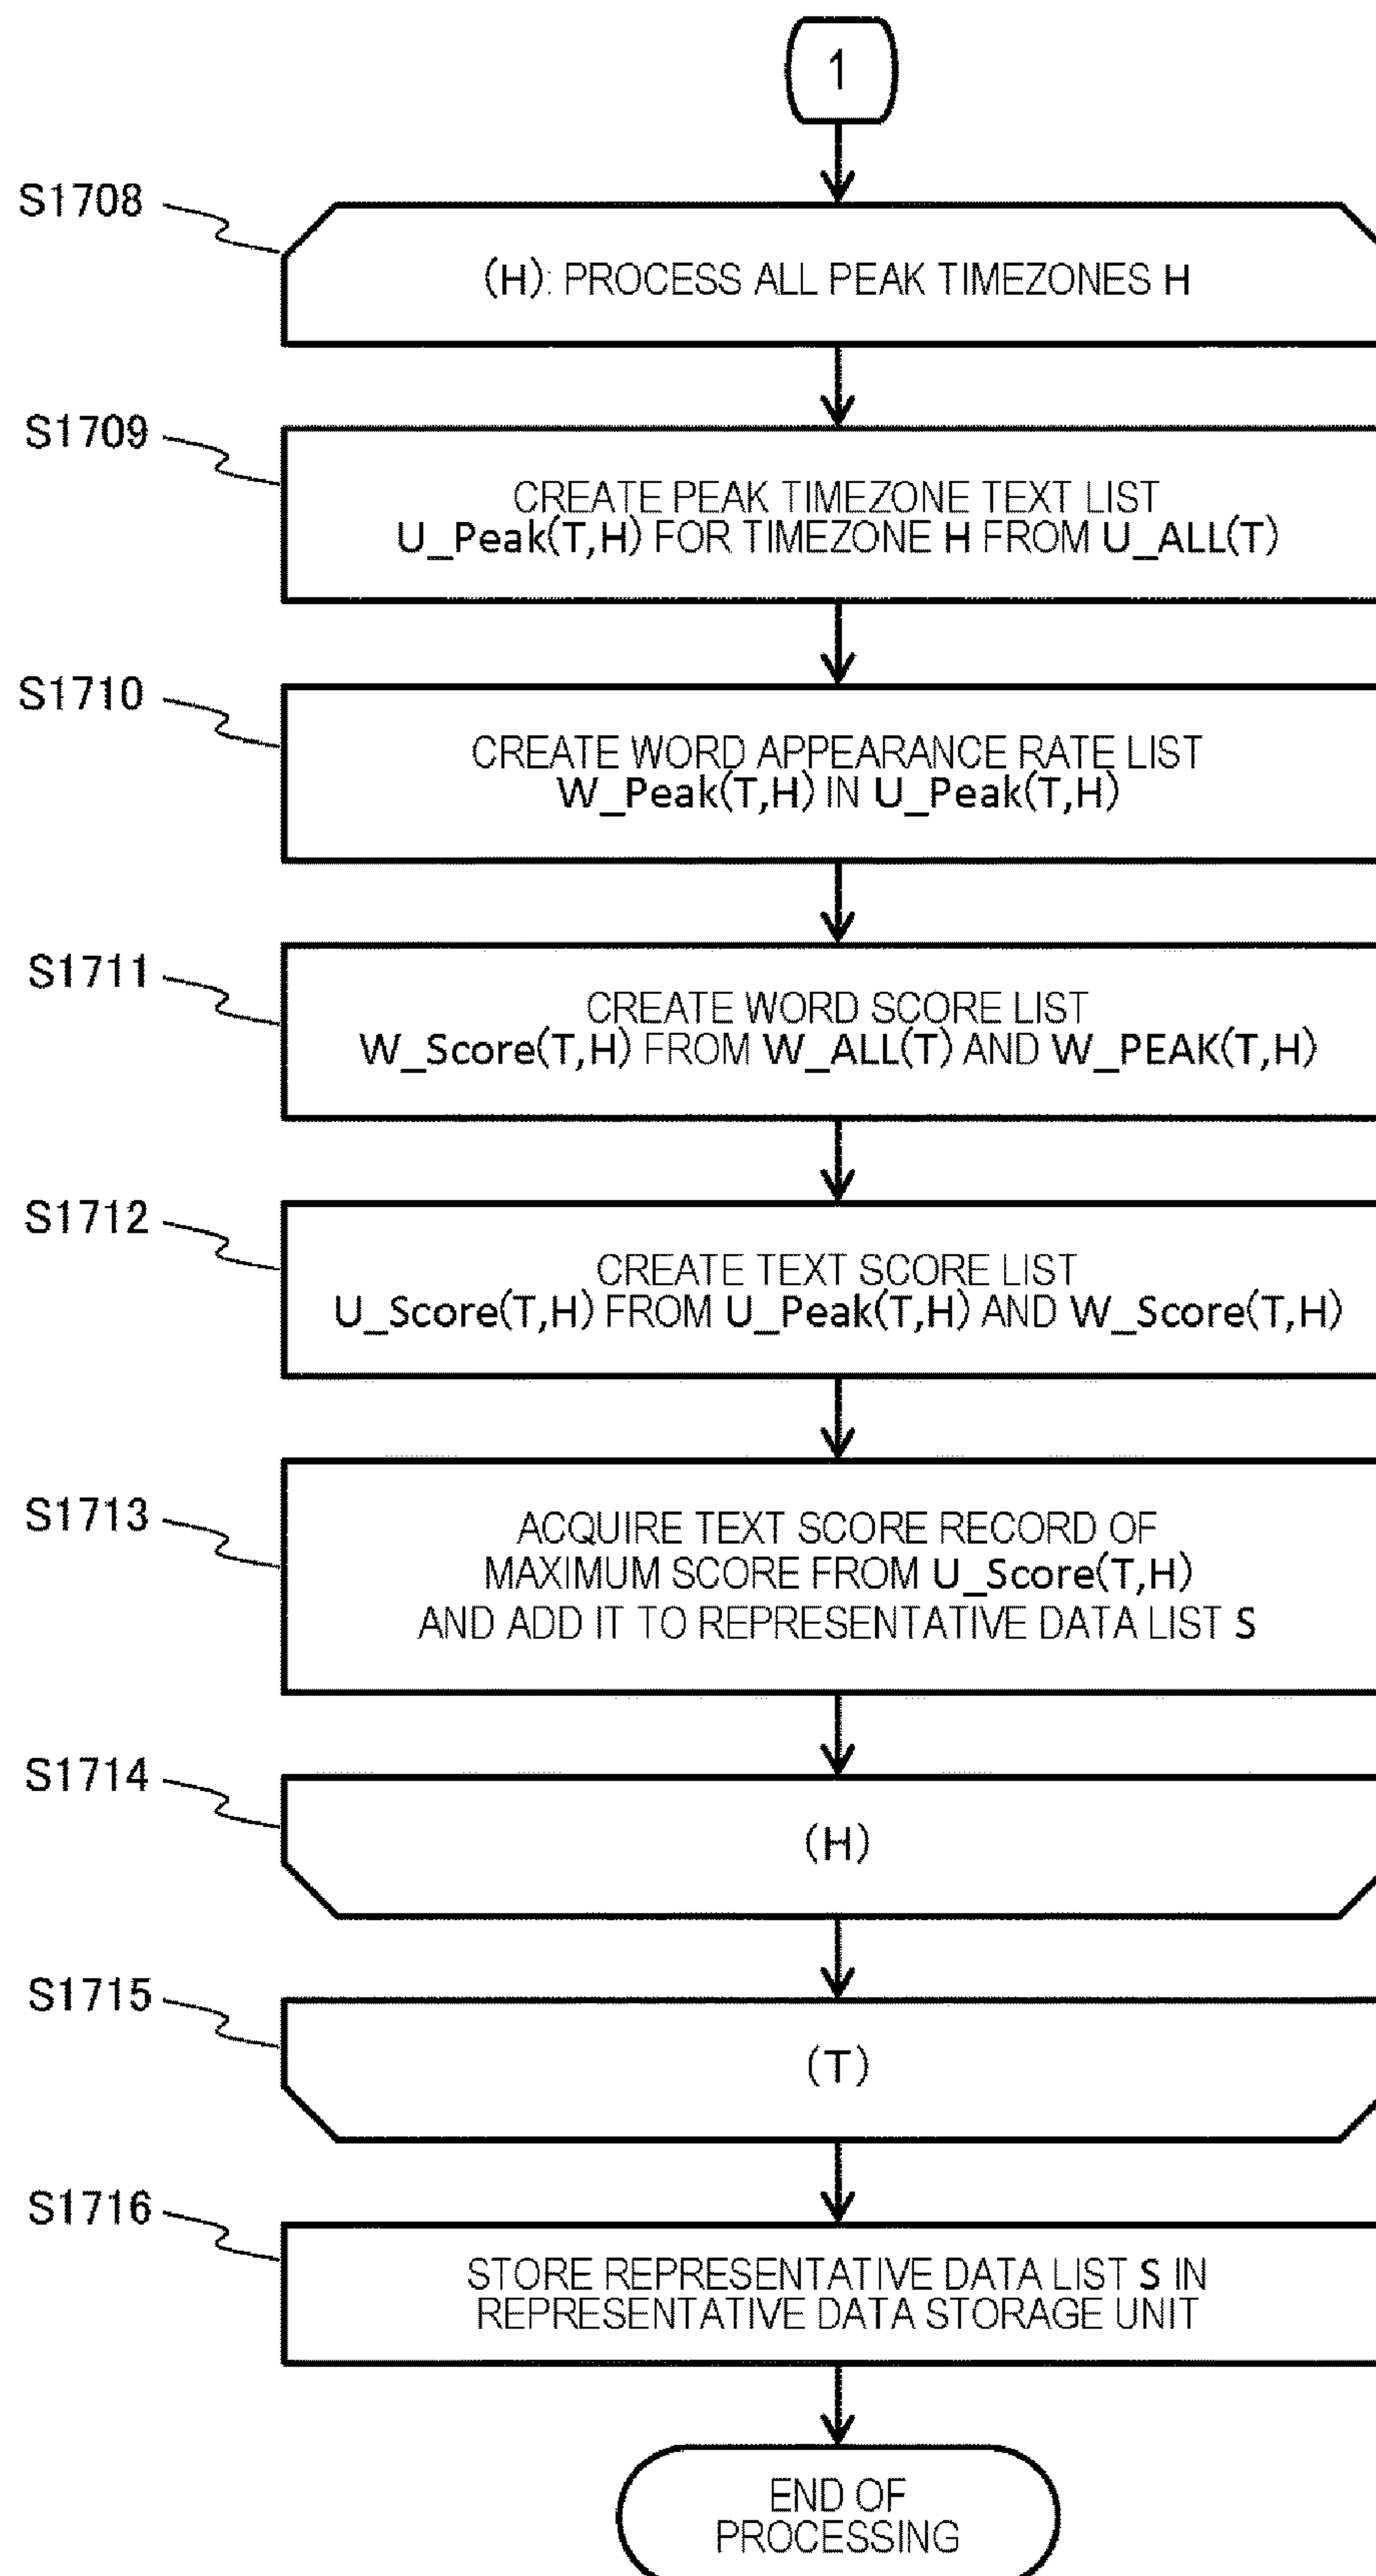 1
S1708
(H): PROCESS ALL PEAK TIMEZONES H
S1709
CREATE PEAK TIMEZONE TEXT LIST
U_Peak(T,H) FOR TIMEZONE H FROM U_ALL(T)
S1710
CREATE WORD APPEARANCE RATE LIST
W_Peak(T,H) IN U_Peak(T,H)
S1711
CREATE WORD SCORE LIST
W_Score(T,H) FROM W_ALL(T) AND W_PEAK(T,H)
S1712
CREATE TEXT SCORE LIST
U_Score(T,H) FROM U_Peak(T,H) AND W_Score(T,H)
S1713
ACQUIRE TEXT SCORE RECORD OF
MAXIMUM SCORE FROM U_Score(T,H)
AND ADD IT TO REPRESENTATIVE DATA LIST S
S1714
(H)
S1715
(T)
S1716
STORE REPRESENTATIVE DATA LIST S IN
REPRESENTATIVE DATA STORAGE UNIT
END OF
PROCESSING